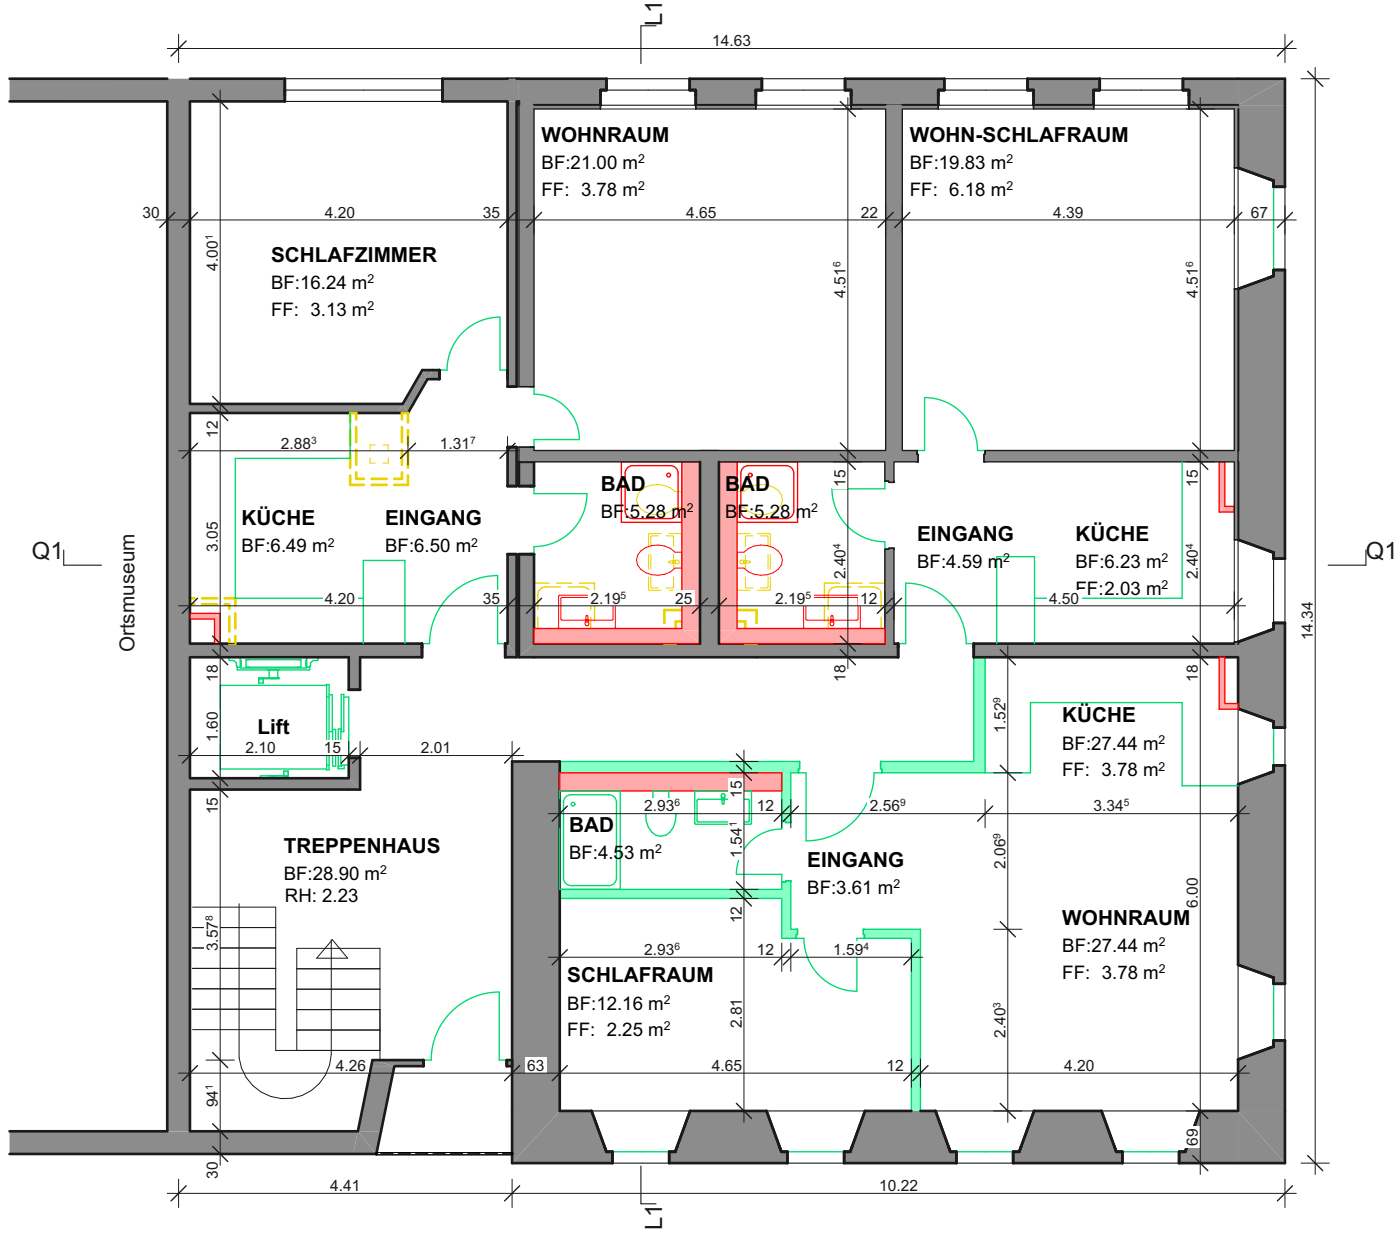 L1
14.63
WOHNRAUM
BF:21.00 m²
FF: 3.78 m²
WOHN-SCHLAFRAUM
BF:19.83 m²
FF: 6.18 m²
30
4.20
35
4.65
22
4.39
67
4.00¹
SCHLAFZIMMER
BF:16.24 m²
FF: 3.13 m²
4.51⁶
4.51⁶
12
2.88³
1.31⁷
15
15
BAD
BF:5.28 m²
BAD
BF:5.28 m²
KÜCHE
BF:6.49 m²
EINGANG
BF:6.50 m²
EINGANG
BF:4.59 m²
KÜCHE
BF:6.23 m²
FF:2.03 m²
3.05
2.40⁴
2.40⁴
Q1
Q1
Ortsmuseum
4.20
35
2.19⁵
25
2.19⁵
12
4.50
14.34
18
18
18
Lift
1.60
2.10
15
2.01
1.52⁹
KÜCHE
BF:27.44 m²
FF: 3.78 m²
15
15
2.93⁶
12
2.56⁹
3.34⁵
BAD
BF:4.53 m²
1.54¹
TREPPENHAUS
BF:28.90 m²
RH: 2.23
EINGANG
BF:3.61 m²
2.06⁹
6.00
12
WOHNRAUM
BF:27.44 m²
FF: 3.78 m²
3.57⁸
2.93⁶
12
1.59⁴
SCHLAFRAUM
BF:12.16 m²
FF: 2.25 m²
2.81
2.40³
4.26
63
4.65
12
4.20
94¹
69
30
4.41
10.22
L1